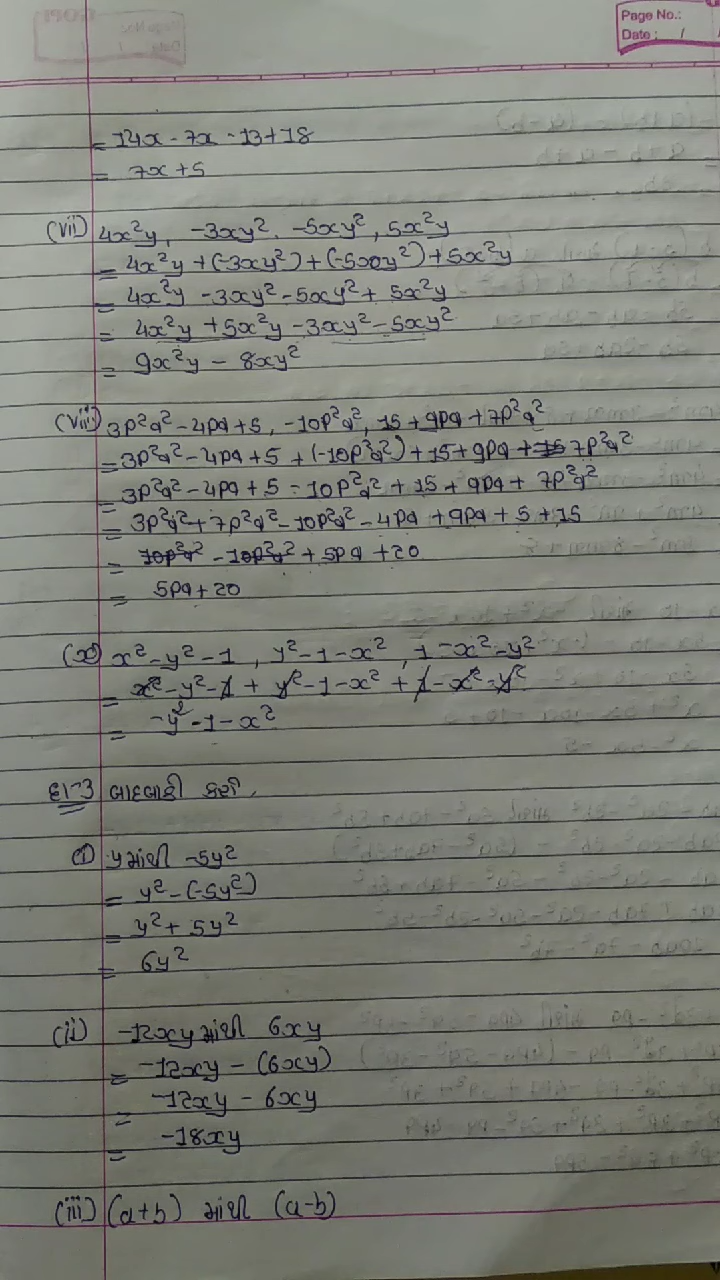 Page No.:
Date : / /
= 14x - 7x - 13 + 18
= 7x + 5
(vii) 4x²y, -3xy², -5xy², 5x²y
= 4x²y + (-3xy²) + (-5xy²) + 5x²y
= 4x²y - 3xy² - 5xy² + 5x²y
= 4x²y + 5x²y - 3xy² - 5xy²
= 9x²y - 8xy²
(viii) 3p²q² - 4pq + 5, -10p²q², 15 + 9pq + 7p²q²
= 3p²q² - 4pq + 5 + (-10p²q²) + 15 + 9pq + 7p²q²
= 3p²q² - 4pq + 5 - 10p²q² + 15 + 9pq + 7p²q²
= 3p²q² + 7p²q² - 10p²q² - 4pq + 9pq + 5 + 15
= 10p²q² - 10p²q² + 5pq + 20
= 5pq + 20
(x) x² - y² - 1, y² - 1 - x², 1 - x² - y²
= x² - y² - 1 + y² - 1 - x² + 1 - x² - y²
= -y² - 1 - x²
દા-3 બાદબાકી કરો.
(i) y માંથી -5y²
= y² - (-5y²)
= y² + 5y²
= 6y²
(ii) -12xy માંથી 6xy
= -12xy - (6xy)
= -12xy - 6xy
= -18xy
(iii) (a+b) માંથી (a-b)